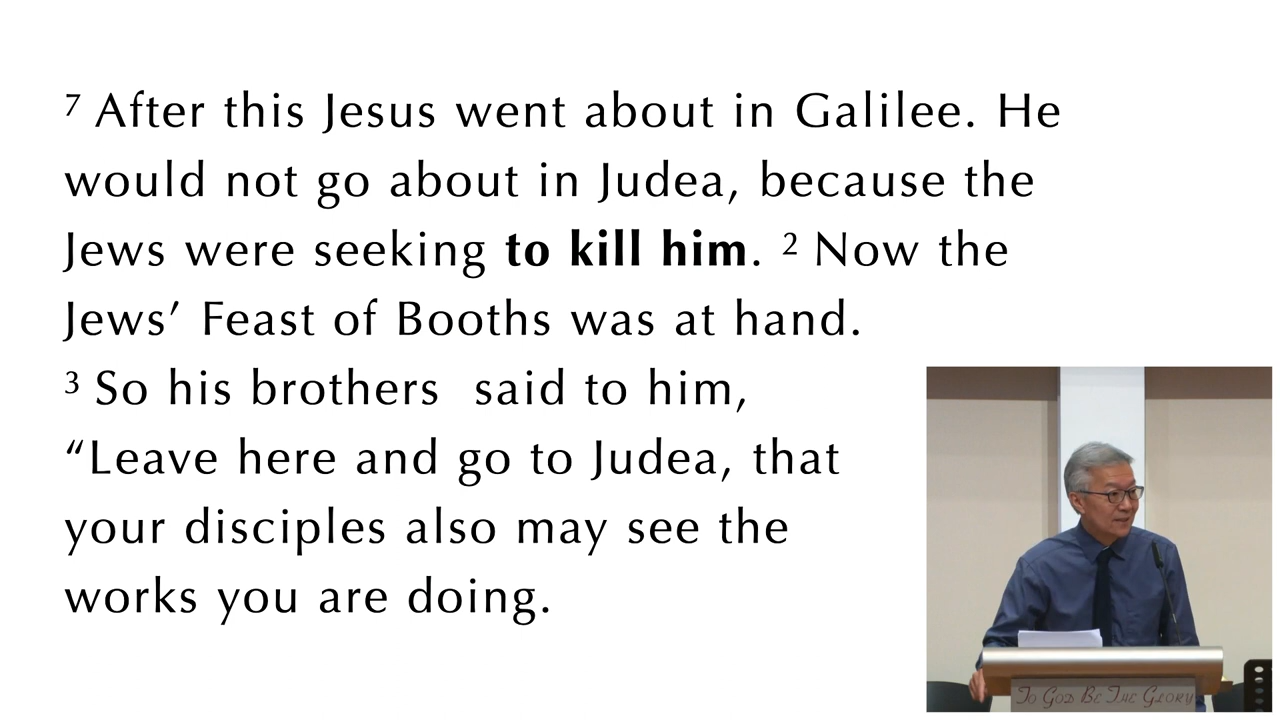 ⁷ After this Jesus went about in Galilee. He
would not go about in Judea, because the
Jews were seeking to kill him. ² Now the
Jews’ Feast of Booths was at hand.
³ So his brothers  said to him,
“Leave here and go to Judea, that
your disciples also may see the
works you are doing.
To God Be The Glory